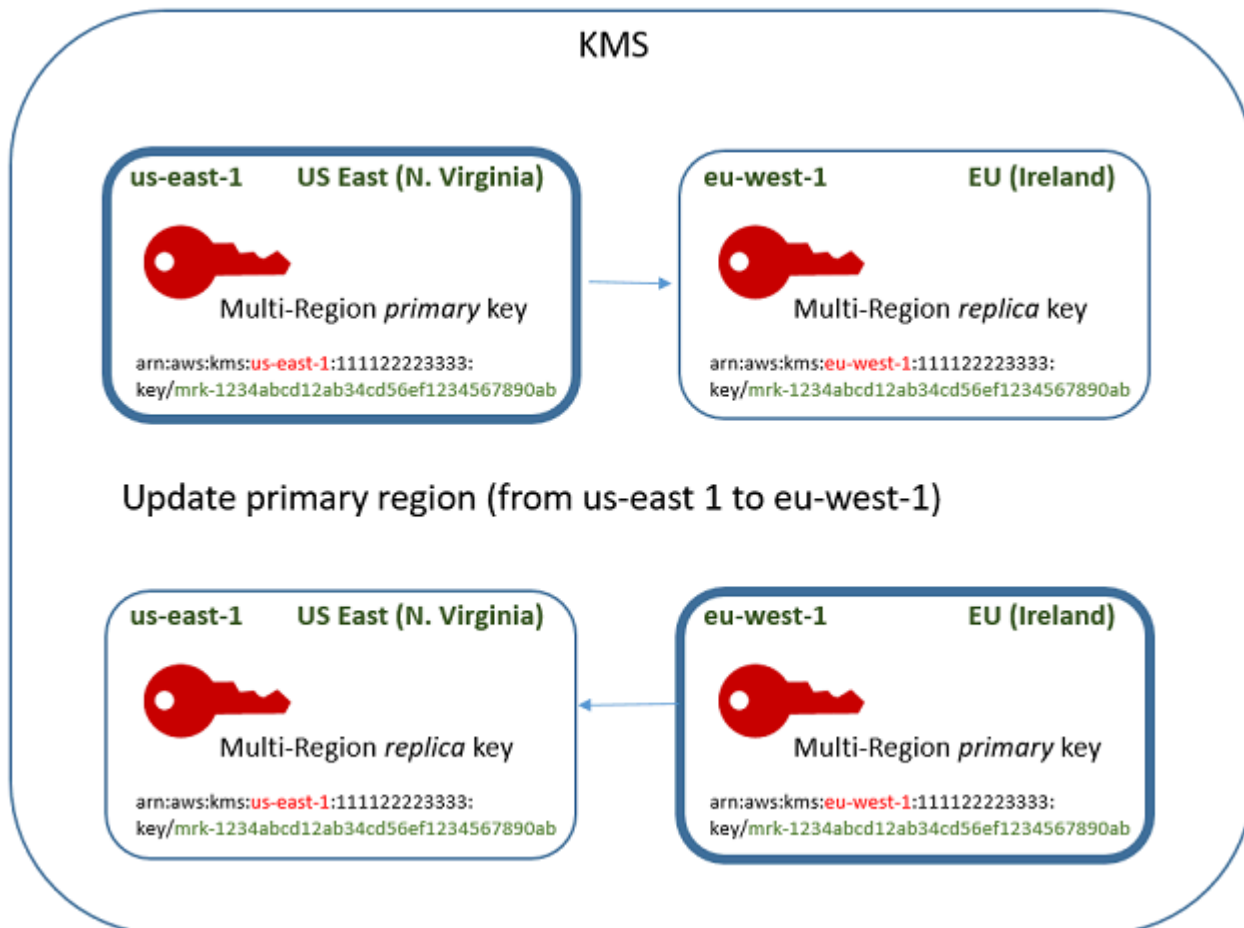 KMS
us-east-1 US East (N. Virginia)
Multi-Region primary key
arn:aws:kms:us-east-1:111122223333:
key/mrk-1234abcd12ab34cd56ef1234567890ab
eu-west-1 EU (Ireland)
Multi-Region replica key
arn:aws:kms:eu-west-1:111122223333:
key/mrk-1234abcd12ab34cd56ef1234567890ab
Update primary region (from us-east 1 to eu-west-1)
us-east-1 US East (N. Virginia)
Multi-Region replica key
arn:aws:kms:us-east-1:111122223333:
key/mrk-1234abcd12ab34cd56ef1234567890ab
eu-west-1 EU (Ireland)
Multi-Region primary key
arn:aws:kms:eu-west-1:111122223333:
key/mrk-1234abcd12ab34cd56ef1234567890ab